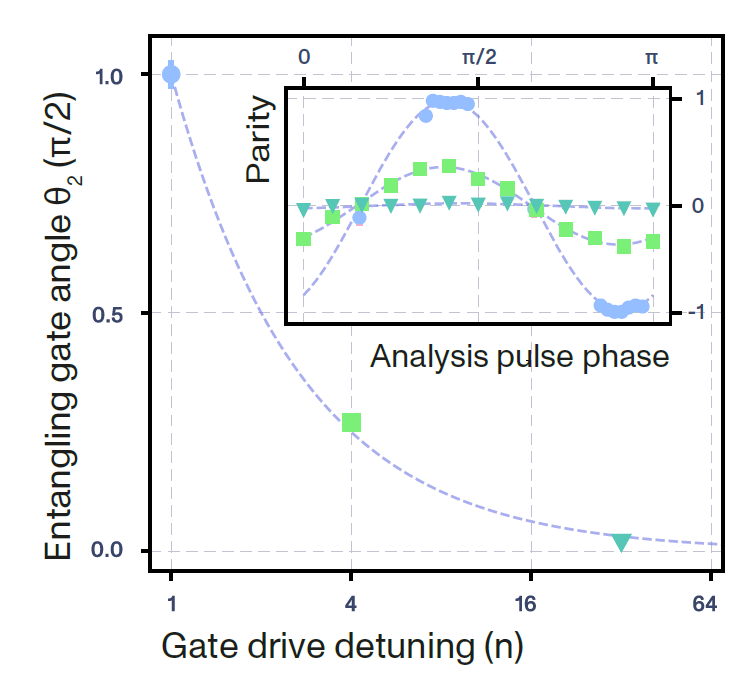 0 π/2 π
1.0
Entangling gate angle θ2 (π/2)
Parity
1
0
-1
Analysis pulse phase
0.5
0.0
1 4 16 64
Gate drive detuning (n)